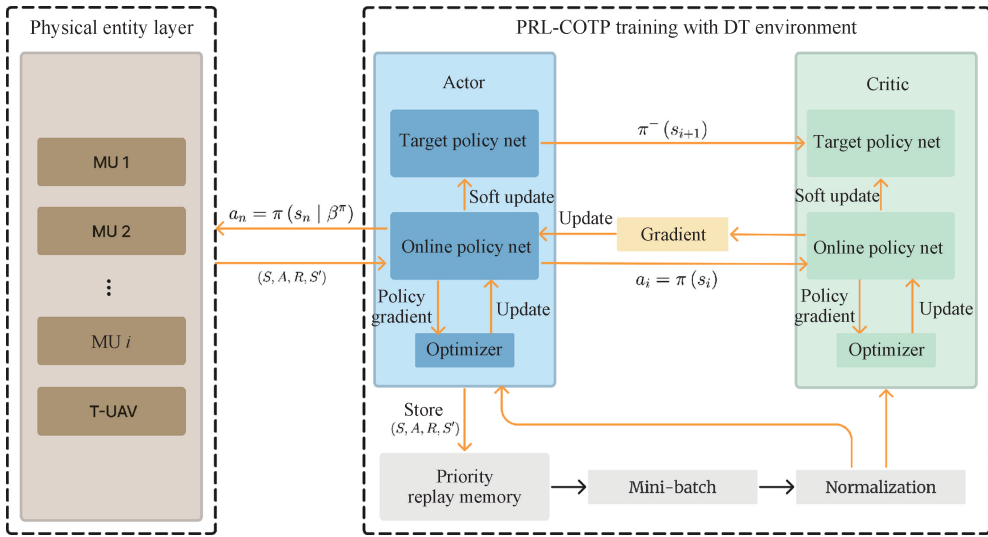 Physical entity layer
MU 1
MU 2
⋮
MU i
T-UAV
a_n = π (s_n | β^π)
(S, A, R, S′)
PRL-COTP training with DT environment
Actor
Target policy net
Soft update
Online policy net
Policy
gradient
Update
Optimizer
π^− (s_{i+1})
Update
Gradient
a_i = π (s_i)
Critic
Target policy net
Soft update
Online policy net
Policy
gradient
Update
Optimizer
Store
(S, A, R, S′)
Priority
replay memory
Mini-batch
Normalization